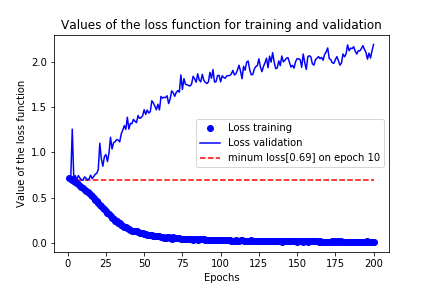 Values of the loss function for training and validation
Value of the loss function
2.0
1.5
1.0
0.5
0.0
Loss training
Loss validation
minum loss[0.69] on epoch 10
0 25 50 75 100 125 150 175 200
Epochs